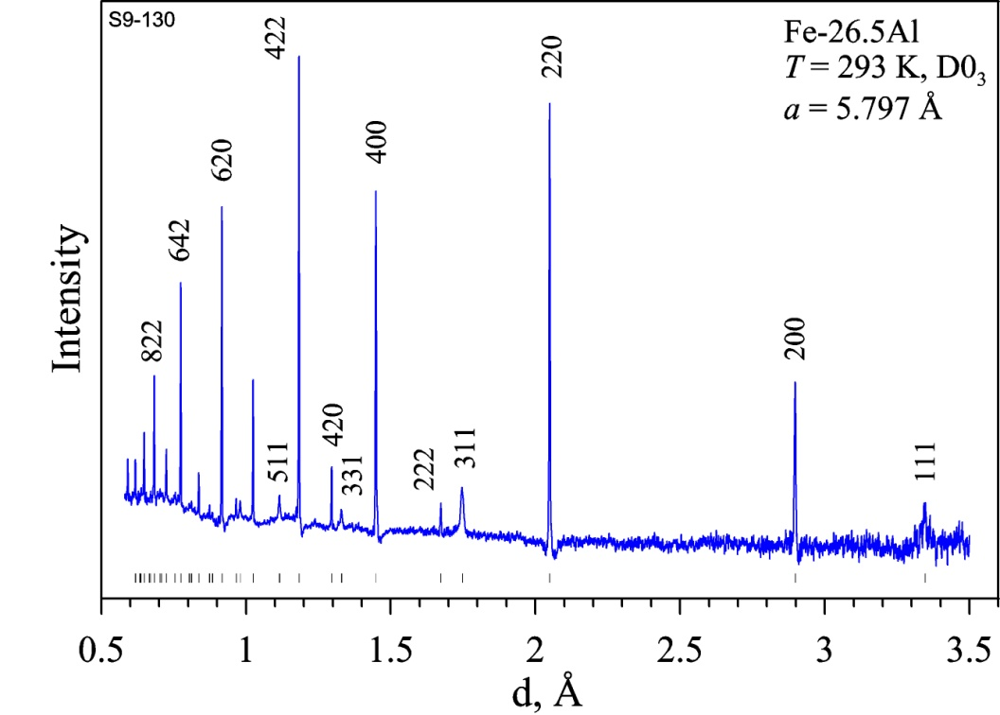 S9-130
Fe-26.5Al
T = 293 K, D0₃
a = 5.797 Å
822
642
620
511
422
420
331
400
222
311
220
200
111
Intensity
0.5 1 1.5 2 2.5 3 3.5
d, Å